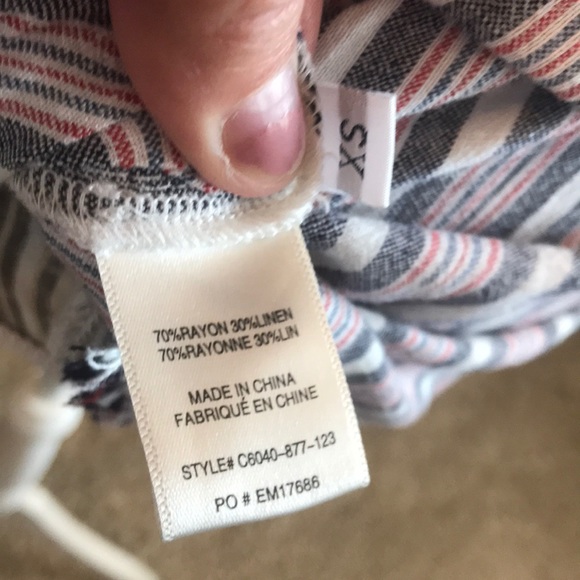 XS
70%RAYON 30%LINEN
70%RAYONNE 30%LIN
MADE IN CHINA
FABRIQUÉ EN CHINE
STYLE# C6040-877-123
PO # EM17686